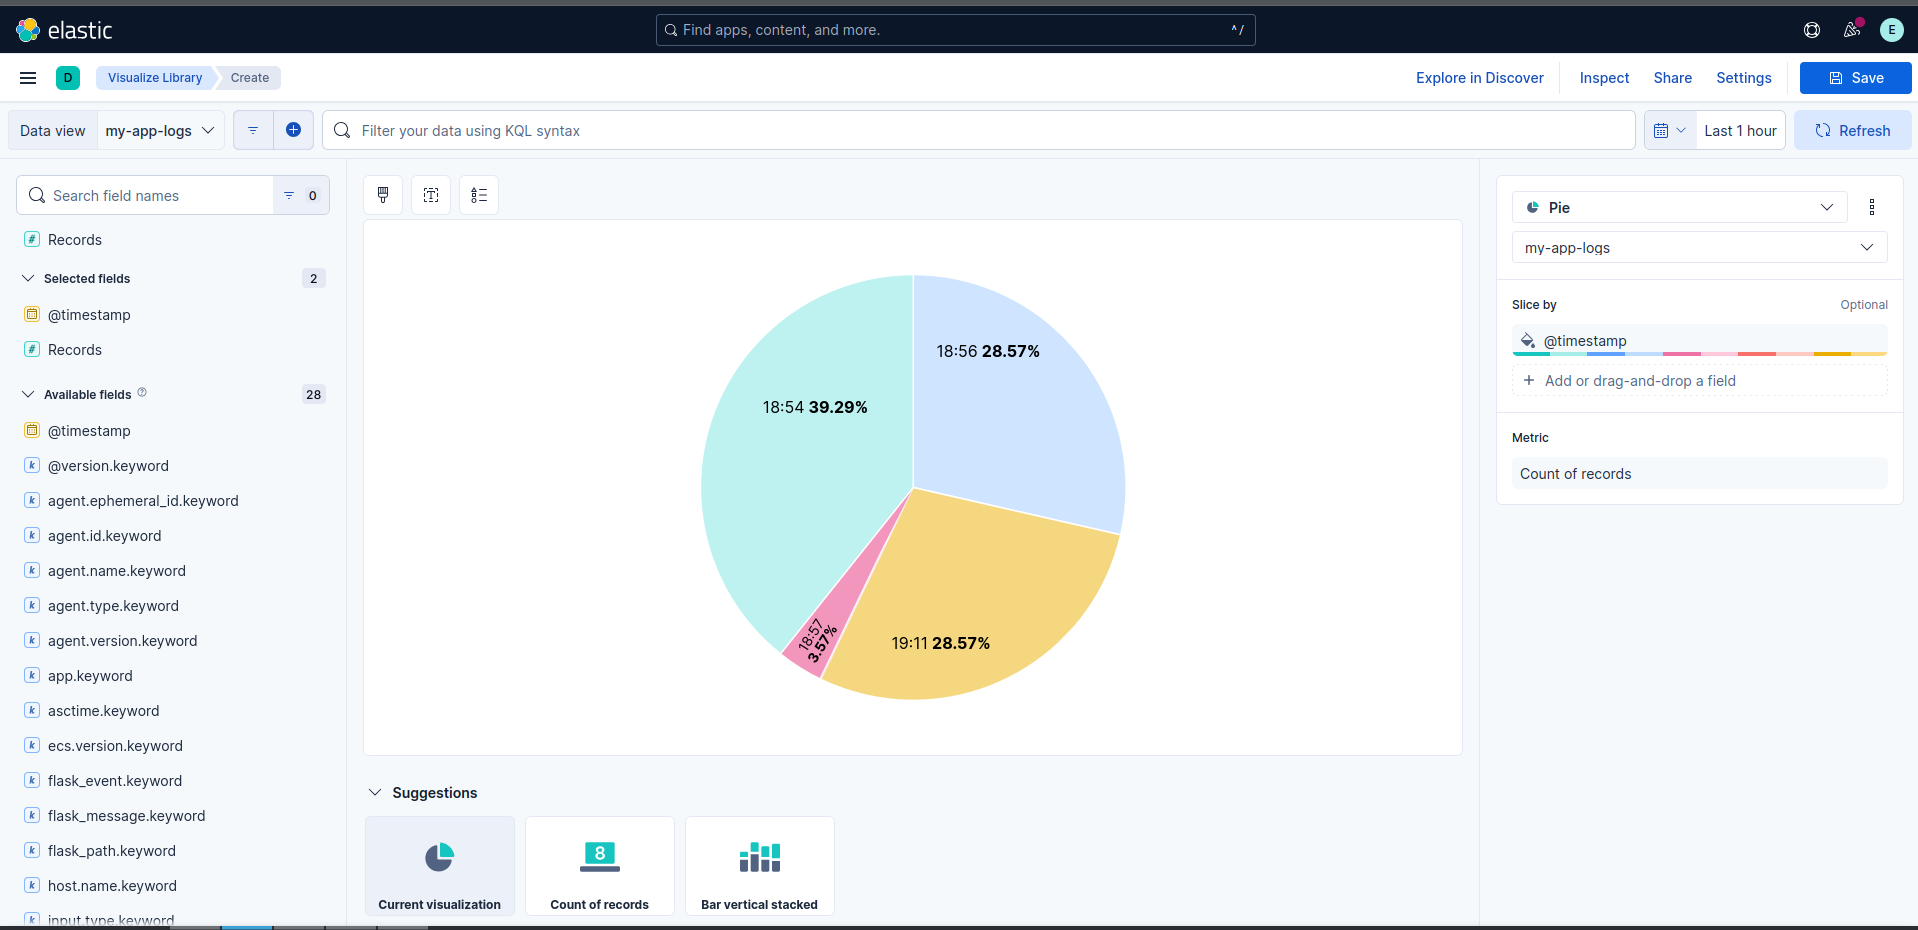 elastic
Find apps, content, and more.
^ /
E
D
Visualize Library
Create
Explore in Discover
Inspect
Share
Settings
Save
Data view
my-app-logs
Filter your data using KQL syntax
Last 1 hour
Refresh
Search field names
0
# Records
Selected fields
2
@timestamp
# Records
Available fields
28
@timestamp
k @version.keyword
k agent.ephemeral_id.keyword
k agent.id.keyword
k agent.name.keyword
k agent.type.keyword
k agent.version.keyword
k app.keyword
k asctime.keyword
k ecs.version.keyword
k flask_event.keyword
k flask_message.keyword
k flask_path.keyword
k host.name.keyword
k input.type.keyword
18:56 28.57%
18:54 39.29%
18:57
3.57%
19:11 28.57%
Suggestions
Current visualization
8
Count of records
Bar vertical stacked
Pie
my-app-logs
Slice by
Optional
@timestamp
+ Add or drag-and-drop a field
Metric
Count of records